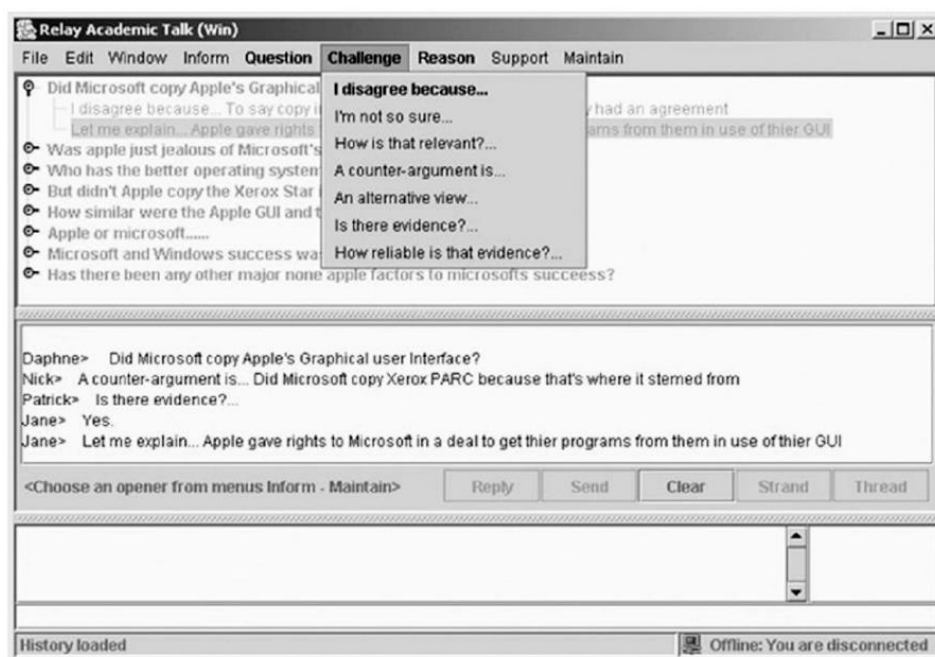 Relay Academic Talk (Win)
File Edit Window Inform Question Challenge Reason Support Maintain
Did Microsoft copy Apple's Graphical
I disagree because... To say copy i had an agreement
Let me explain... Apple gave rights grams from them in use of thier GUI
Was apple just jealous of Microsoft's
Who has the better operating system
But didn't Apple copy the Xerox Star
How similar were the Apple GUI and t
Apple or microsoft......
Microsoft and Windows success wa
Has there been any other major none apple factors to microsofts succeess?
I disagree because...
I'm not so sure...
How is that relevant?...
A counter-argument is...
An alternative view...
Is there evidence?...
How reliable is that evidence?...
Daphne> Did Microsoft copy Apple's Graphical user Interface?
Nick> A counter-argument is... Did Microsoft copy Xerox PARC because that's where it stemed from
Patrick> Is there evidence?...
Jane> Yes.
Jane> Let me explain... Apple gave rights to Microsoft in a deal to get thier programs from them in use of thier GUI
<Choose an opener from menus Inform - Maintain> Reply Send Clear Strand Thread
History loaded Offline: You are disconnected